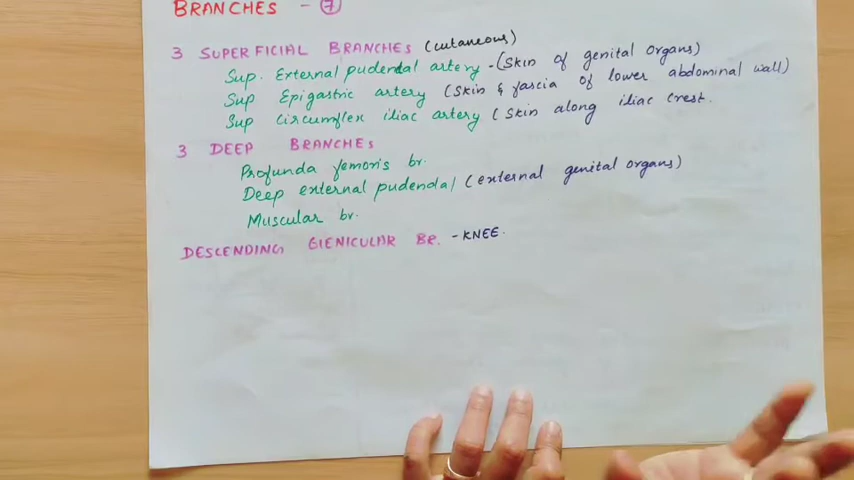 BRANCHES - 7
3 SUPERFICIAL BRANCHES (cutaneous)
Sup. External pudendal artery - (Skin of genital organs)
Sup Epigastric artery (Skin & fascia of lower abdominal wall)
Sup Circumflex iliac artery (Skin along iliac crest.
3 DEEP BRANCHES
Profunda femoris br.
Deep external pudendal (external genital organs)
Muscular br.
DESCENDING GENICULAR BR. - KNEE.